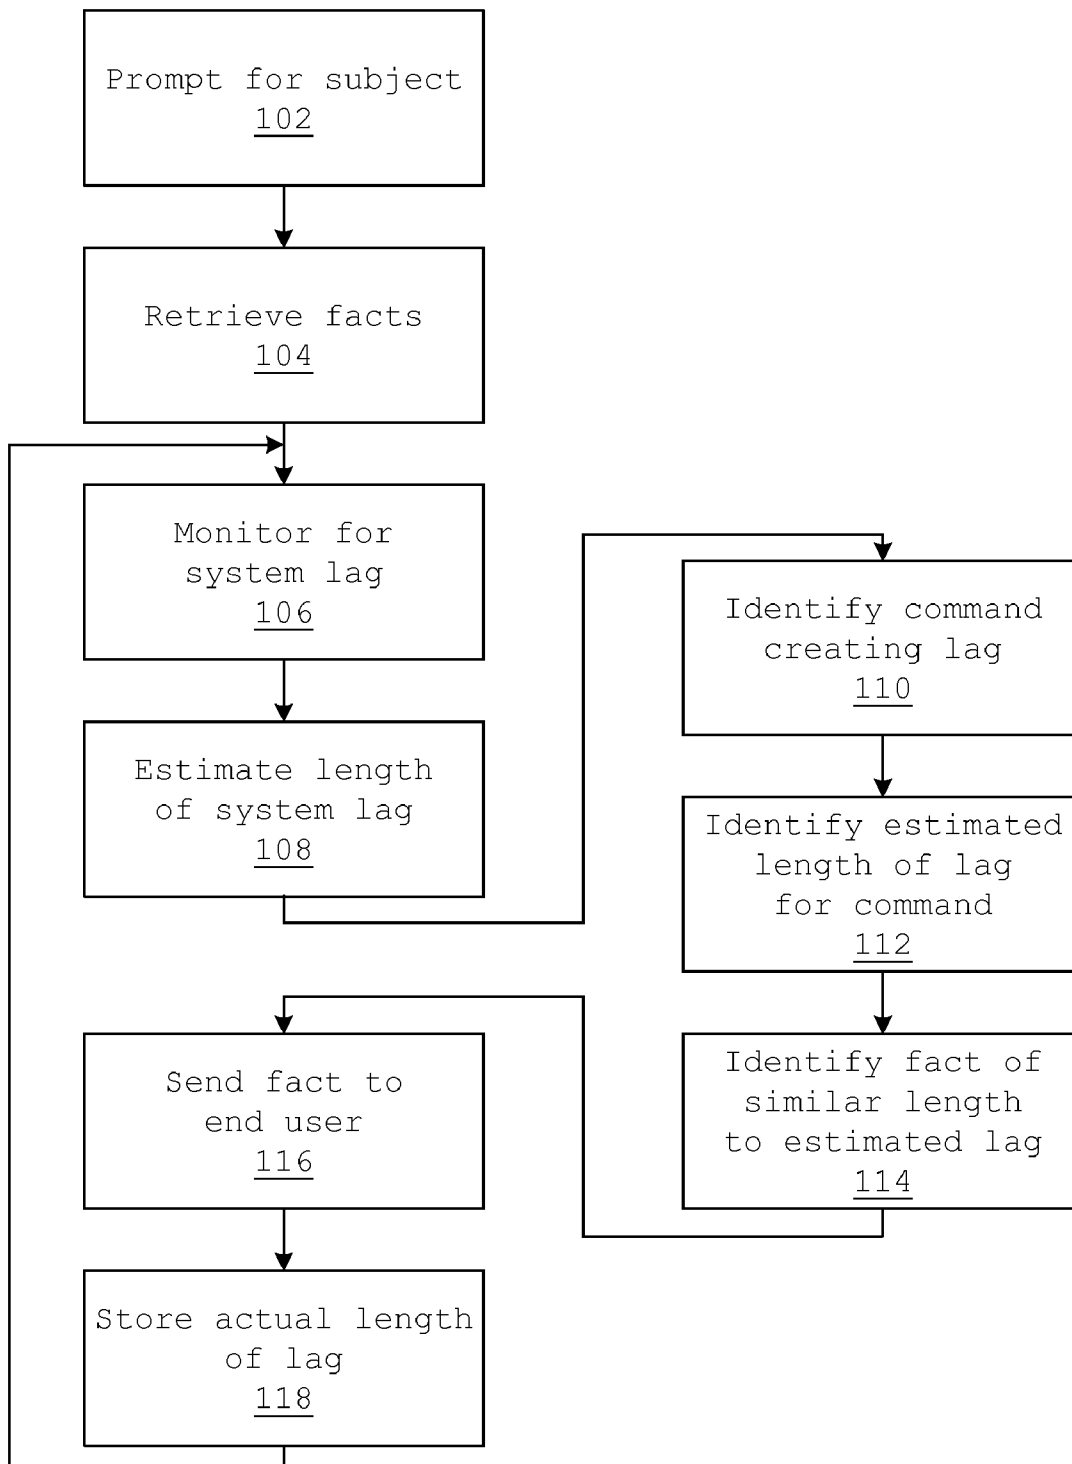 Prompt for subject
102
Retrieve facts
104
Monitor for
system lag
106
Estimate length
of system lag
108
Identify command
creating lag
110
Identify estimated
length of lag
for command
112
Identify fact of
similar length
to estimated lag
114
Send fact to
end user
116
Store actual length
of lag
118